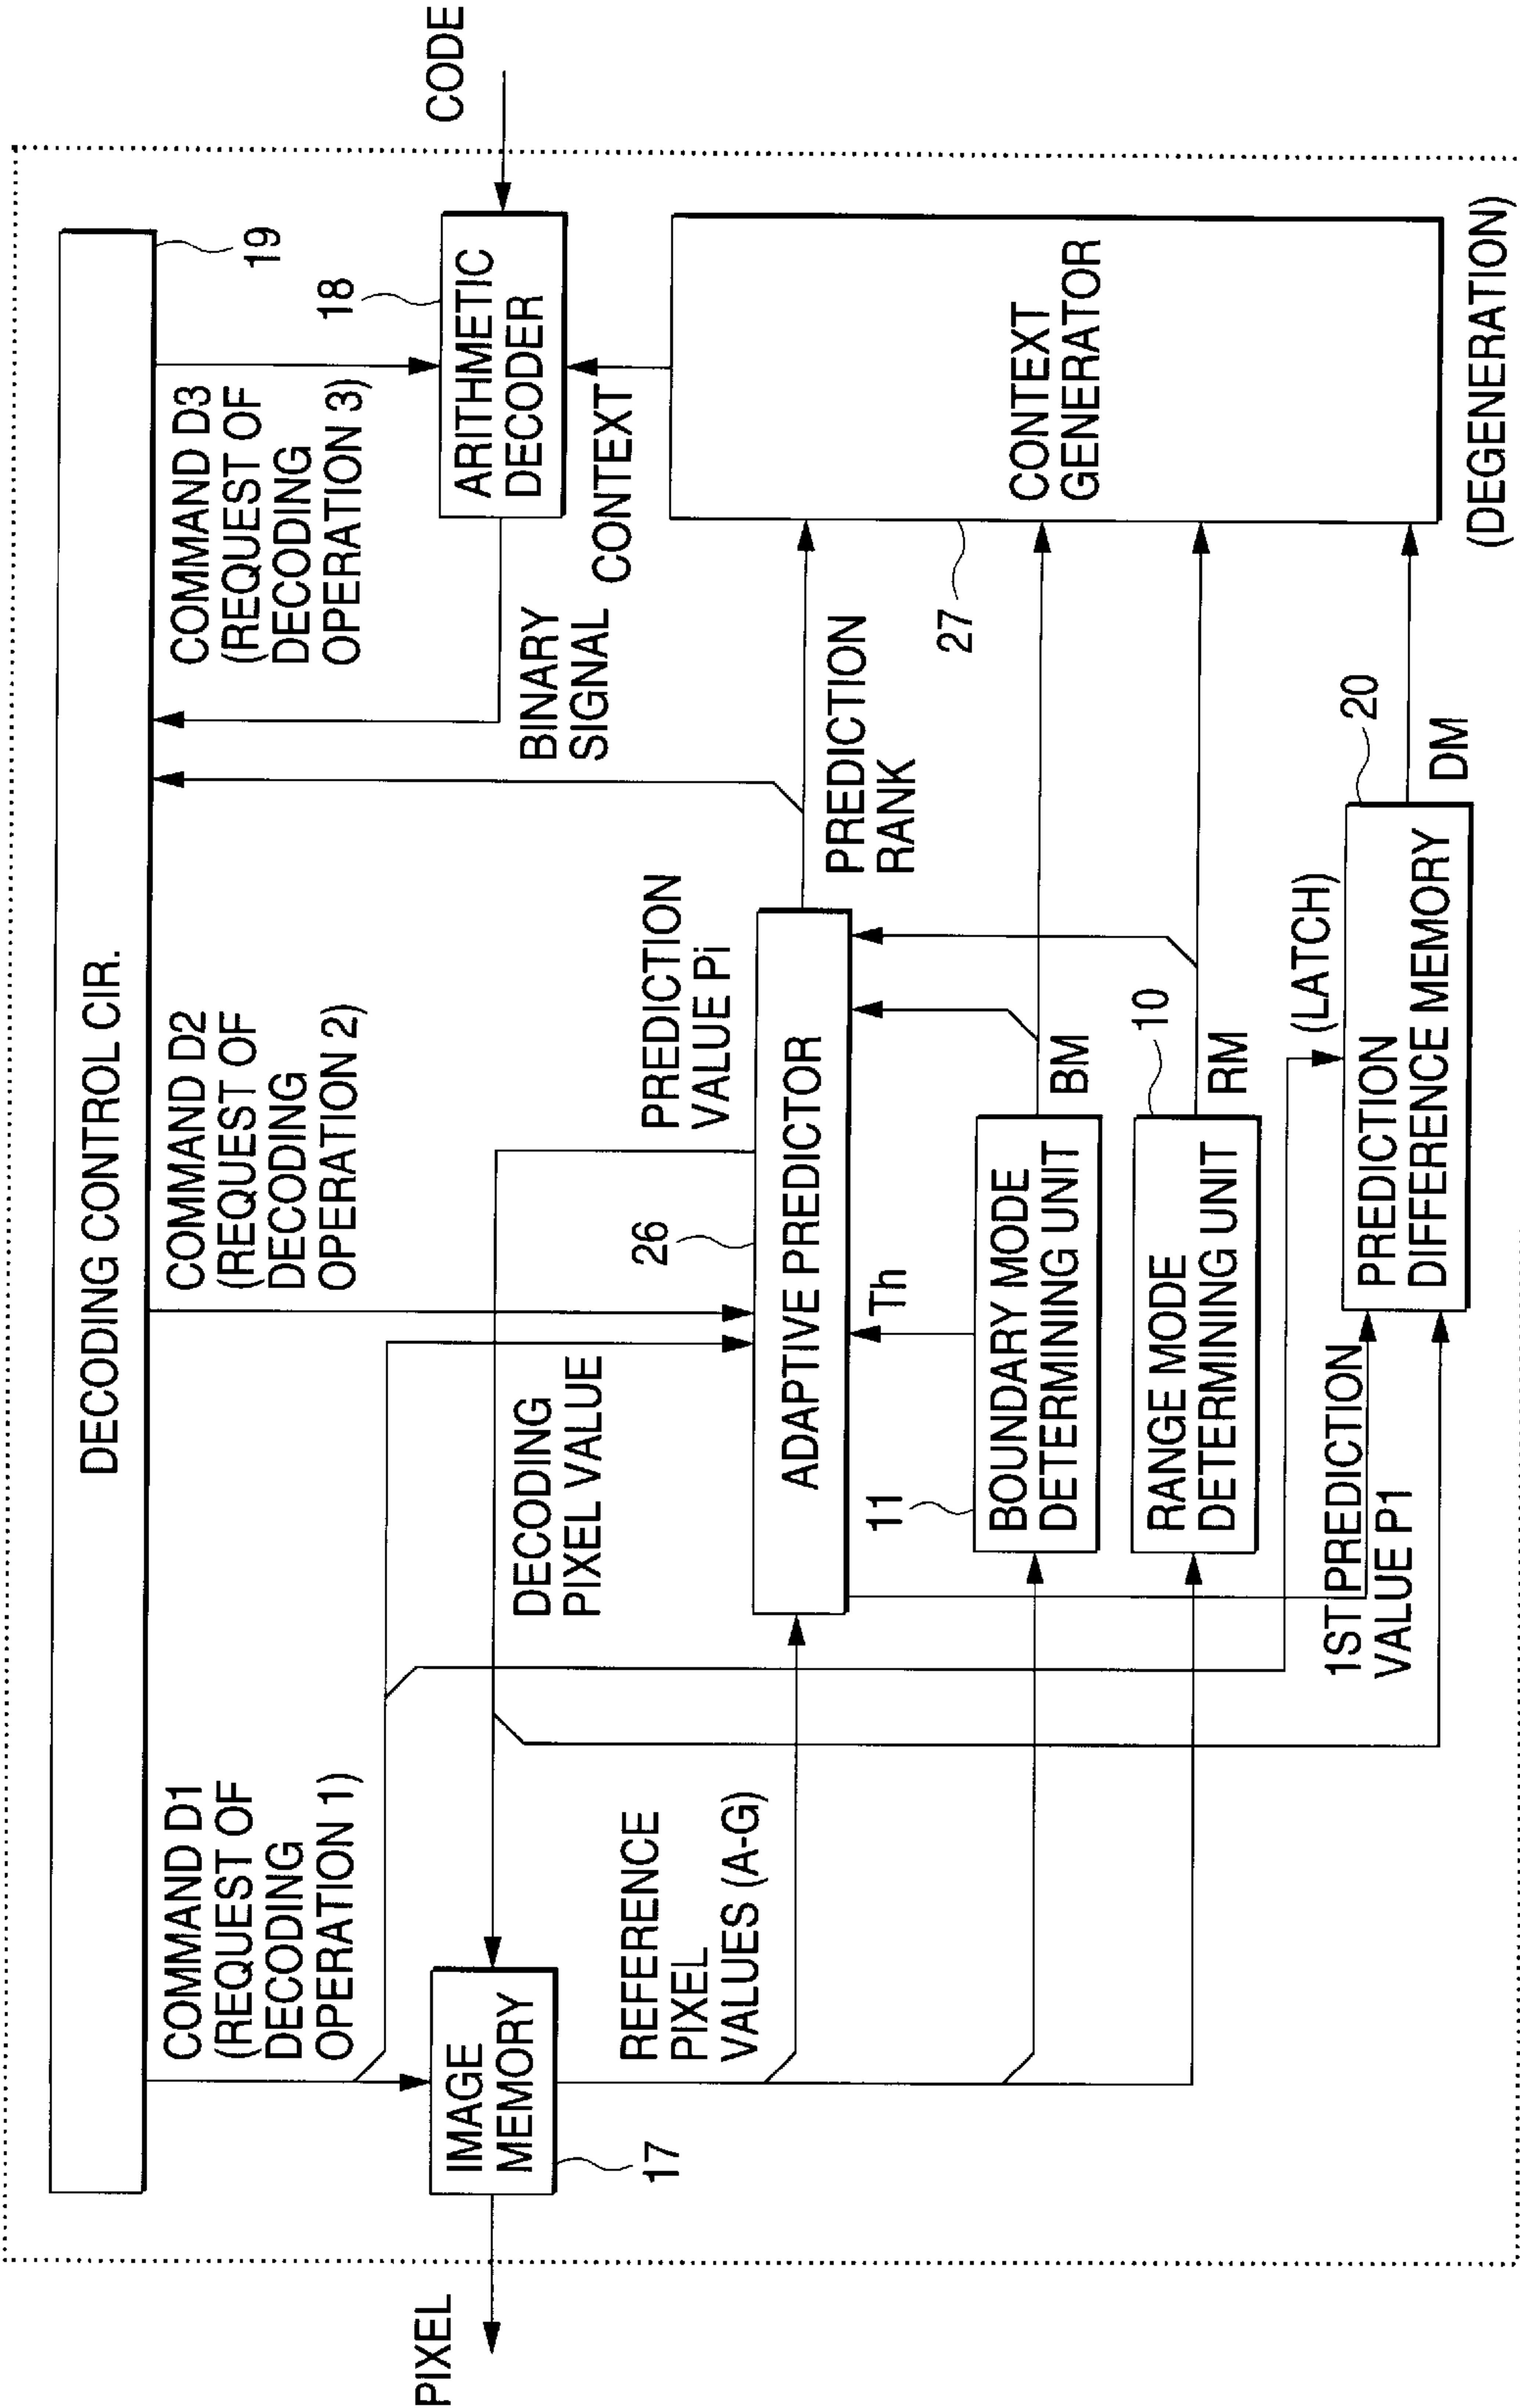 DECODING CONTROL CIR.
19
COMMAND D1
(REQUEST OF
DECODING
OPERATION 1)
COMMAND D2
(REQUEST OF
DECODING
OPERATION 2)
COMMAND D3
(REQUEST OF
DECODING
OPERATION 3)
18
CODE
PIXEL
IMAGE
MEMORY
17
DECODING
PIXEL VALUE
PREDICTION
VALUE Pi
BINARY
SIGNAL
ARITHMETIC
DECODER
CONTEXT
REFERENCE
PIXEL
VALUES (A-G)
26
ADAPTIVE PREDICTOR
PREDICTION
RANK
Th
11
BOUNDARY MODE
DETERMINING UNIT
BM
27
CONTEXT
GENERATOR
10
RANGE MODE
DETERMINING UNIT
RM
(LATCH)
1ST PREDICTION
VALUE P1
20
PREDICTION
DIFFERENCE MEMORY
DM
(DEGENERATION)